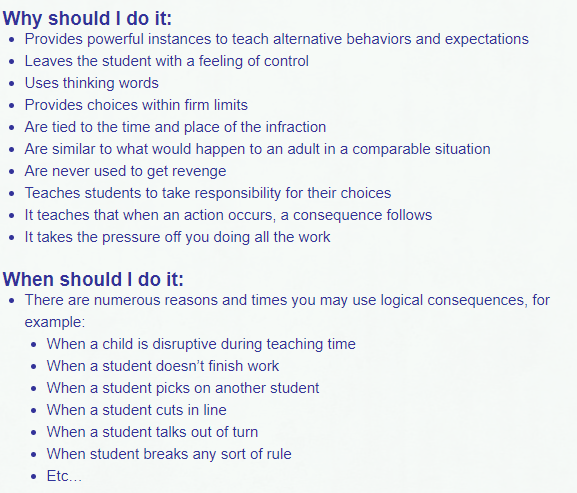 Why should I do it:
• Provides powerful instances to teach alternative behaviors and expectations
• Leaves the student with a feeling of control
• Uses thinking words
• Provides choices within firm limits
• Are tied to the time and place of the infraction
• Are similar to what would happen to an adult in a comparable situation
• Are never used to get revenge
• Teaches students to take responsibility for their choices
• It teaches that when an action occurs, a consequence follows
• It takes the pressure off you doing all the work
When should I do it:
• There are numerous reasons and times you may use logical consequences, for
example:
• When a child is disruptive during teaching time
• When a student doesn’t finish work
• When a student picks on another student
• When a student cuts in line
• When a student talks out of turn
• When student breaks any sort of rule
• Etc…